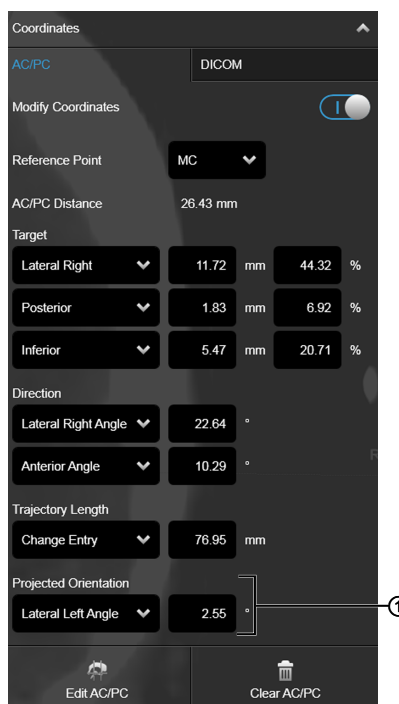 Coordinates
AC/PC DICOM
Modify Coordinates
Reference Point MC
AC/PC Distance 26.43 mm
Target
Lateral Right 11.72 mm 44.32 %
Posterior 1.83 mm 6.92 %
Inferior 5.47 mm 20.71 %
Direction
Lateral Right Angle 22.64 °
Anterior Angle 10.29 °
R
Trajectory Length
Change Entry 76.95 mm
Projected Orientation
Lateral Left Angle 2.55 °
1
Edit AC/PC Clear AC/PC